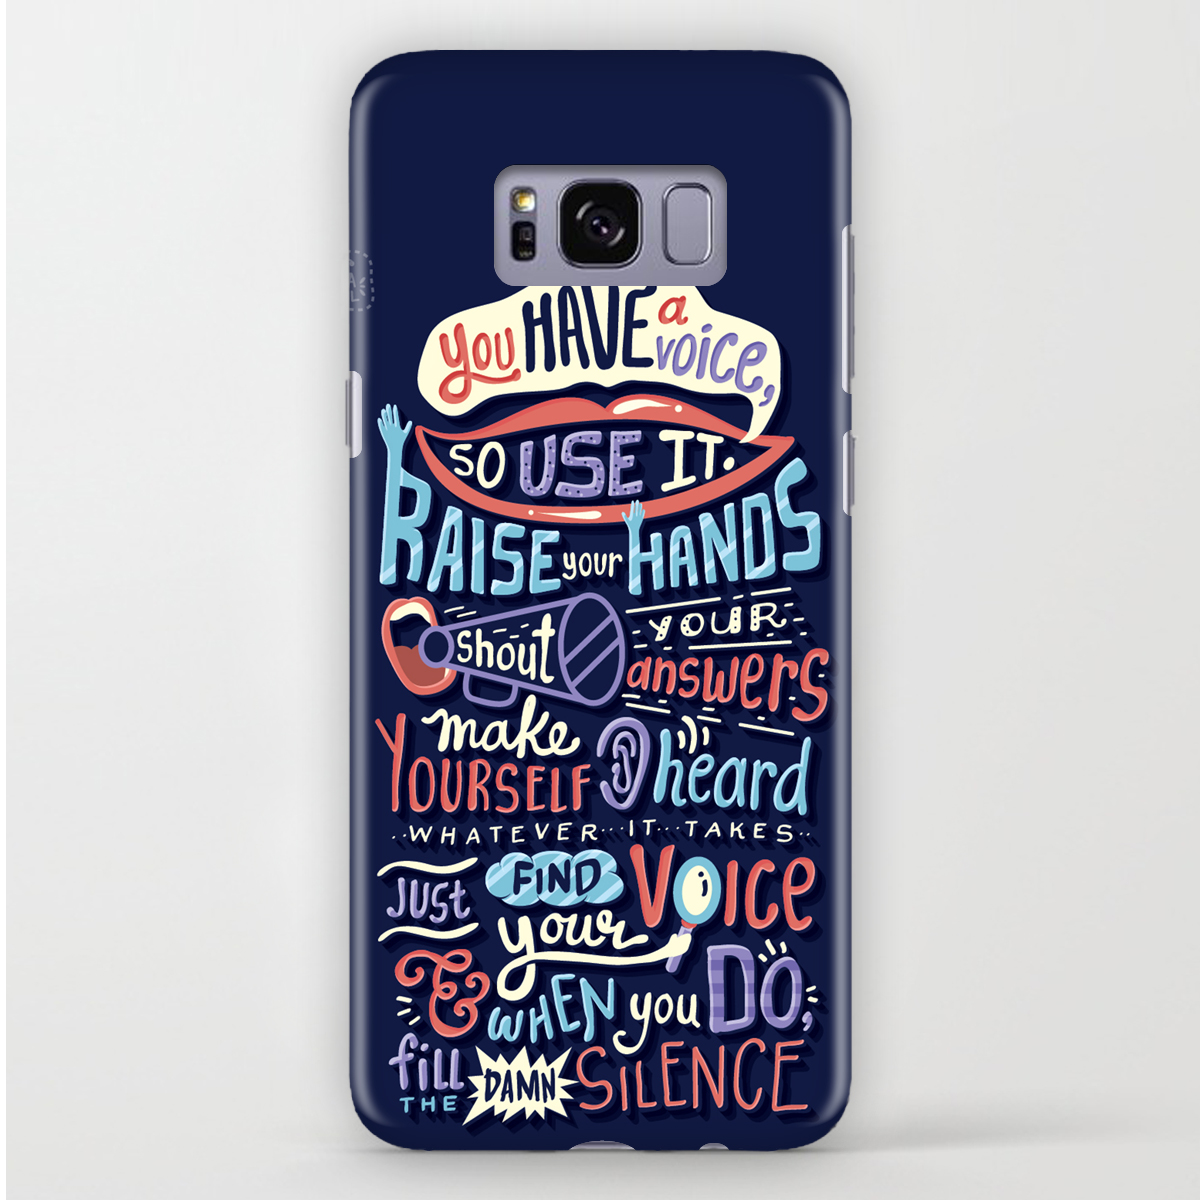 You HAVE a
voice,
SO USE IT.
RAISE your HANDS
shout YOUR
answers
make
YOURSELF heard
WHATEVER IT TAKES
JUST FIND VOICE
your
& WHEN you DO,
fill
THE DAMN SILENCE